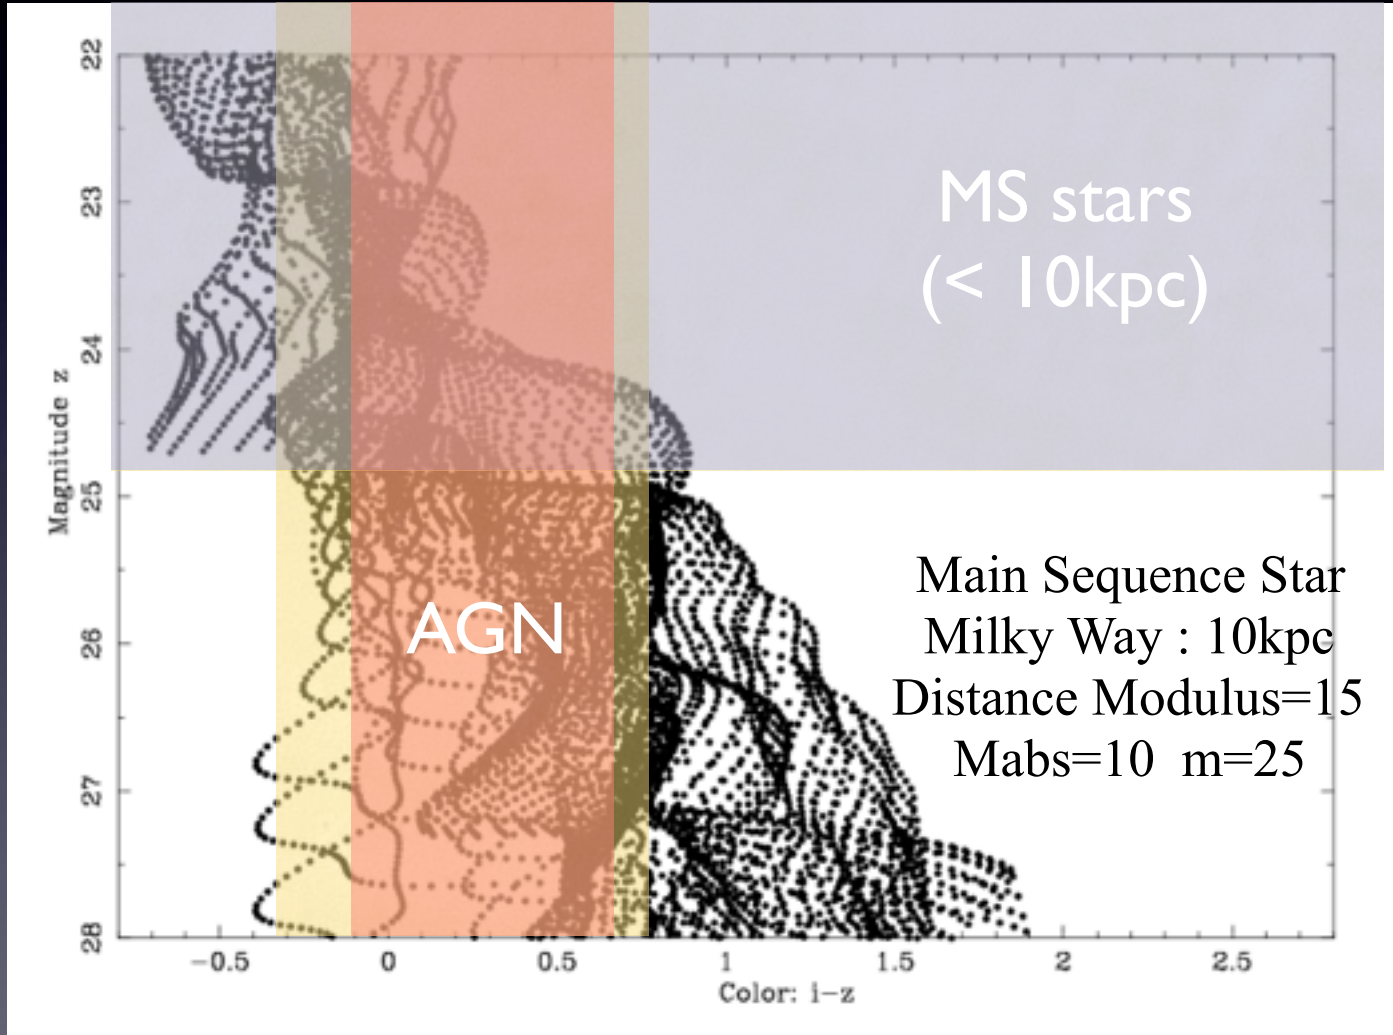 22
23
24
25
26
27
28
Magnitude z
MS stars
(< 10kpc)
AGN
Main Sequence Star
Milky Way : 10kpc
Distance Modulus=15
Mabs=10 m=25
−0.5 0 0.5 1 1.5 2 2.5
Color: i−z